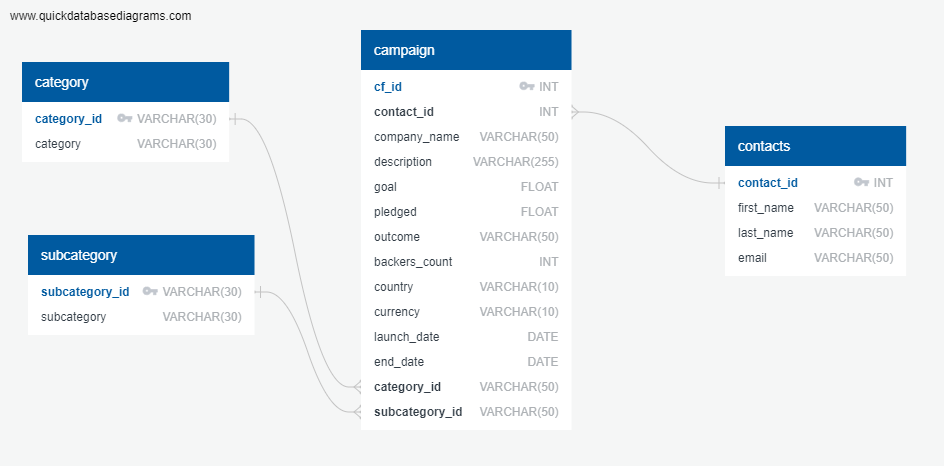 www.quickdatabasediagrams.com
category
category_id VARCHAR(30)
category VARCHAR(30)
subcategory
subcategory_id VARCHAR(30)
subcategory VARCHAR(30)
campaign
cf_id INT
contact_id INT
company_name VARCHAR(50)
description VARCHAR(255)
goal FLOAT
pledged FLOAT
outcome VARCHAR(50)
backers_count INT
country VARCHAR(10)
currency VARCHAR(10)
launch_date DATE
end_date DATE
category_id VARCHAR(50)
subcategory_id VARCHAR(50)
contacts
contact_id INT
first_name VARCHAR(50)
last_name VARCHAR(50)
email VARCHAR(50)